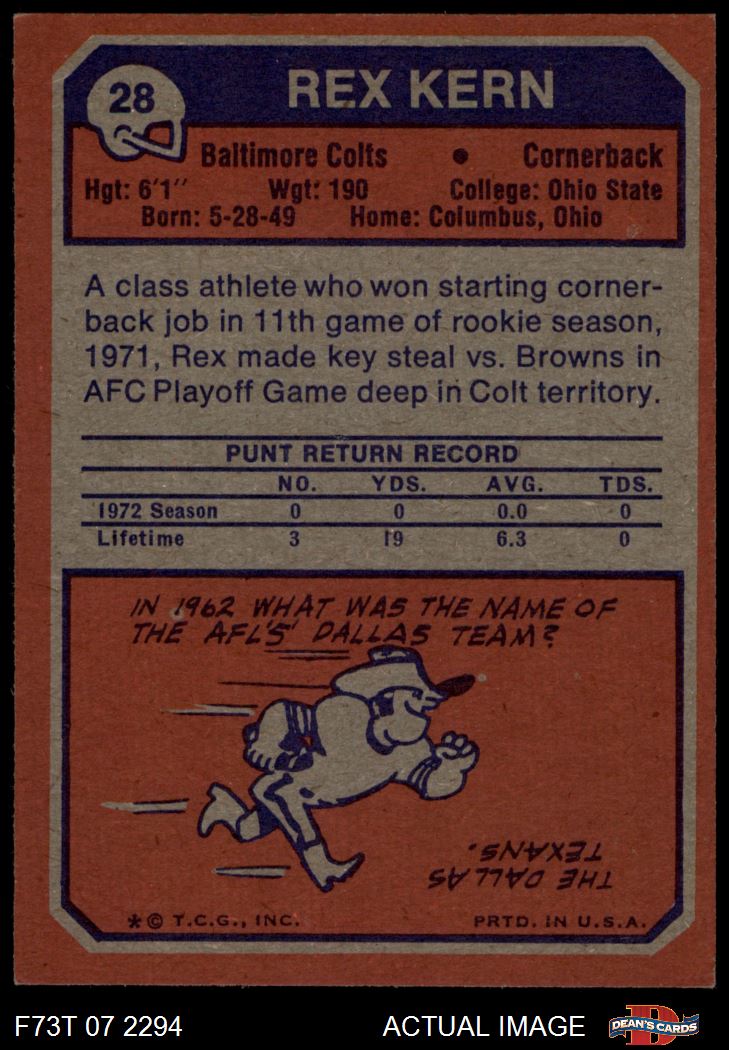 28
REX KERN
Baltimore Colts • Cornerback
Hgt: 6'1" Wgt: 190 College: Ohio State
Born: 5-28-49 Home: Columbus, Ohio
A class athlete who won starting corner-
back job in 11th game of rookie season,
1971, Rex made key steal vs. Browns in
AFC Playoff Game deep in Colt territory.
PUNT RETURN RECORD
NO. YDS. AVG. TDS.
1972 Season 0 0 0.0 0
Lifetime 3 19 6.3 0
IN 1962 WHAT WAS THE NAME OF
THE AFL'S' DALLAS TEAM?
THE DALLAS
TEXANS.
*© T.C.G., INC. PRTD. IN U.S.A.
F73T 07 2294 ACTUAL IMAGE D DEAN'S CARDS